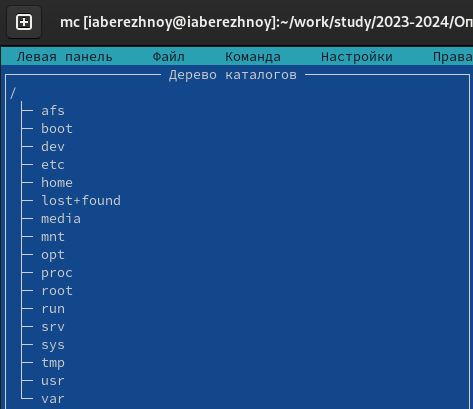 mc [iaberezhnoy@iaberezhnoy]:~/work/study/2023-2024/Оп
Левая панель Файл Команда Настройки Права
Дерево каталогов
/
afs
boot
dev
etc
home
lost+found
media
mnt
opt
proc
root
run
srv
sys
tmp
usr
var